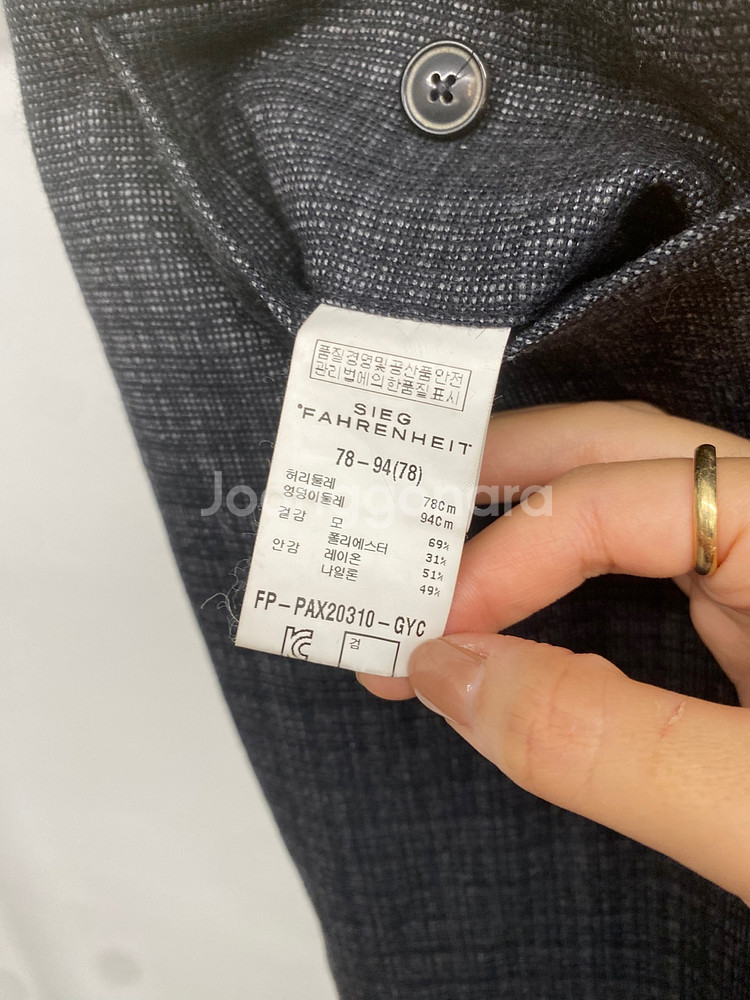 품질경영및공산품안전
관리법에의한품질표시
SIEG
FAHRENHEIT
78-94(78)
허리둘레 78Cm
엉덩이둘레 94Cm
겉감 모 69%
폴리에스터 31%
안감 레이온 51%
나일론 49%
FP-PAX20310-GYC
검
Joonggonara